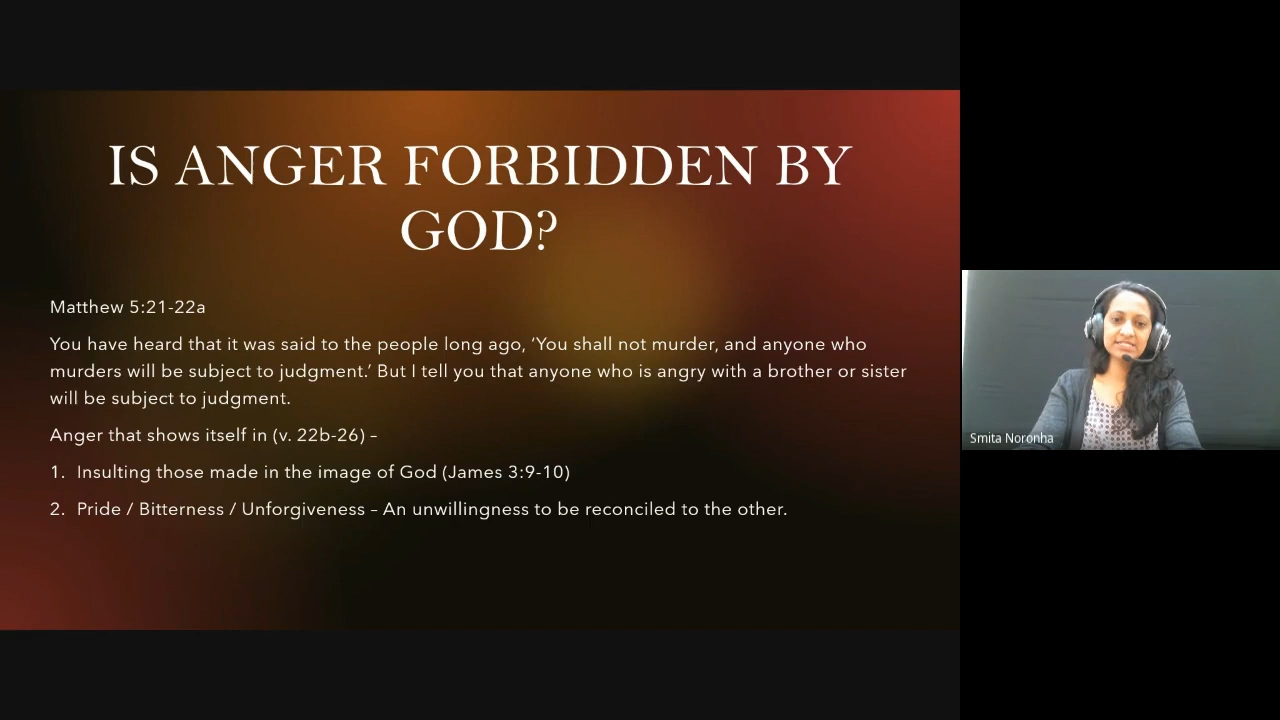 IS ANGER FORBIDDEN BY
GOD?
Matthew 5:21-22a
You have heard that it was said to the people long ago, ‘You shall not murder, and anyone who
murders will be subject to judgment.’ But I tell you that anyone who is angry with a brother or sister
will be subject to judgment.
Anger that shows itself in (v. 22b-26) –
1. Insulting those made in the image of God (James 3:9-10)
2. Pride / Bitterness / Unforgiveness – An unwillingness to be reconciled to the other.
Smita Noronha